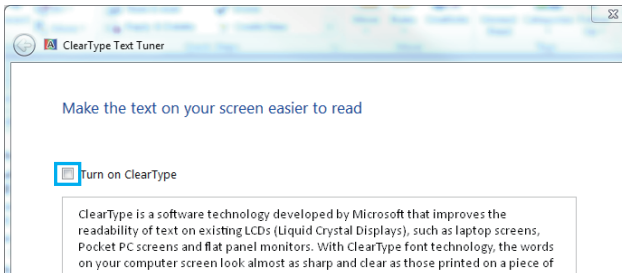 ClearType Text Tuner
Make the text on your screen easier to read
Turn on ClearType
ClearType is a software technology developed by Microsoft that improves the
readability of text on existing LCDs (Liquid Crystal Displays), such as laptop screens,
Pocket PC screens and flat panel monitors. With ClearType font technology, the words
on your computer screen look almost as sharp and clear as those printed on a piece of